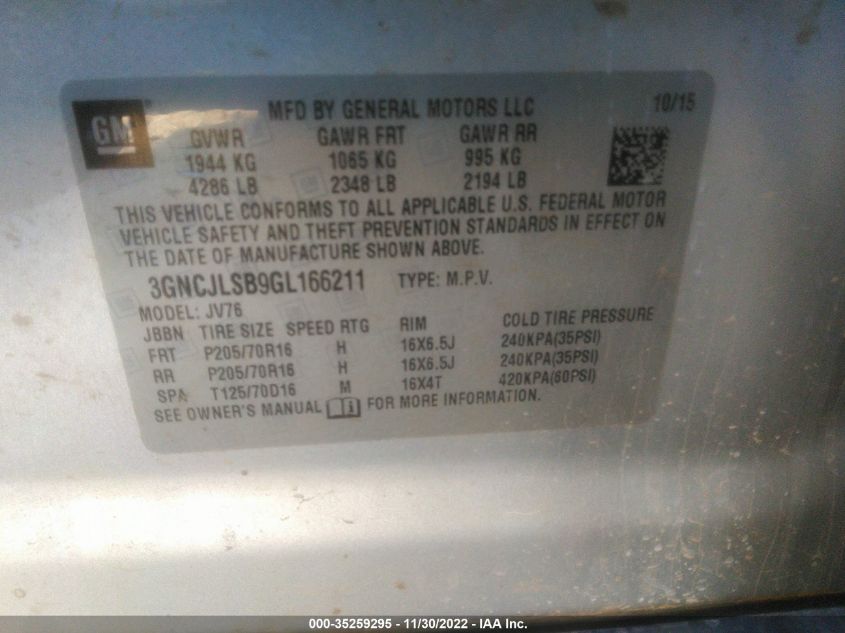 GM
MFD BY GENERAL MOTORS LLC 10/15
GVWR GAWR FRT GAWR RR
1944 KG 1065 KG 995 KG
4286 LB 2348 LB 2194 LB
THIS VEHICLE CONFORMS TO ALL APPLICABLE U.S. FEDERAL MOTOR
VEHICLE SAFETY AND THEFT PREVENTION STANDARDS IN EFFECT ON
THE DATE OF MANUFACTURE SHOWN ABOVE.
3GNCJLSB9GL166211 TYPE: M.P.V.
MODEL: JV76
JBBN TIRE SIZE SPEED RTG RIM COLD TIRE PRESSURE
FRT P205/70R16 H 16X6.5J 240KPA(35PSI)
RR P205/70R16 H 16X6.5J 240KPA(35PSI)
SPA T125/70D16 M 16X4T 420KPA(60PSI)
SEE OWNER'S MANUAL FOR MORE INFORMATION.
000-35259295 - 11/30/2022 - IAA Inc.